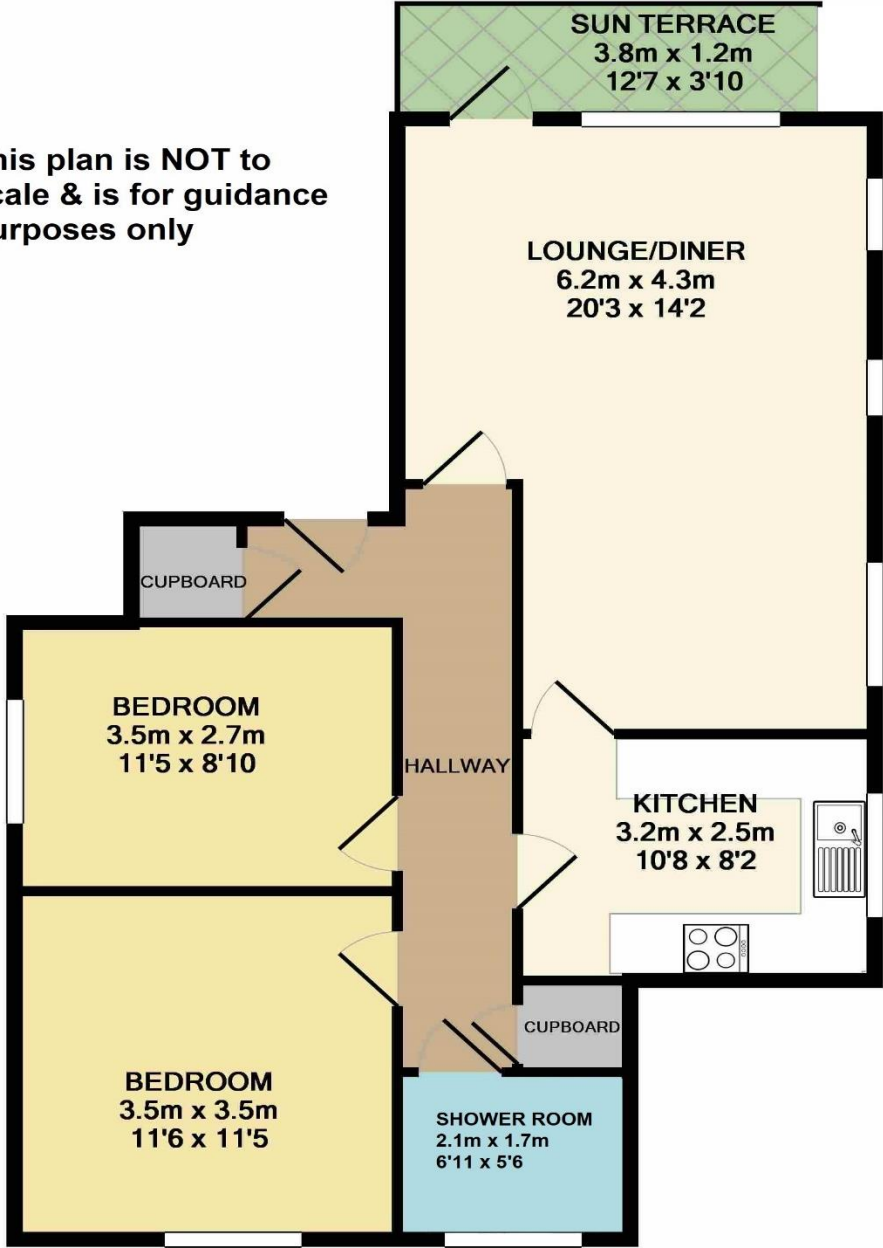 SUN TERRACE
3.8m x 1.2m
12'7 x 3'10
his plan is NOT to
cale & is for guidance
urposes only
LOUNGE/DINER
6.2m x 4.3m
20'3 x 14'2
CUPBOARD
BEDROOM
3.5m x 2.7m
11'5 x 8'10
HALLWAY
KITCHEN
3.2m x 2.5m
10'8 x 8'2
CUPBOARD
BEDROOM
3.5m x 3.5m
11'6 x 11'5
SHOWER ROOM
2.1m x 1.7m
6'11 x 5'6